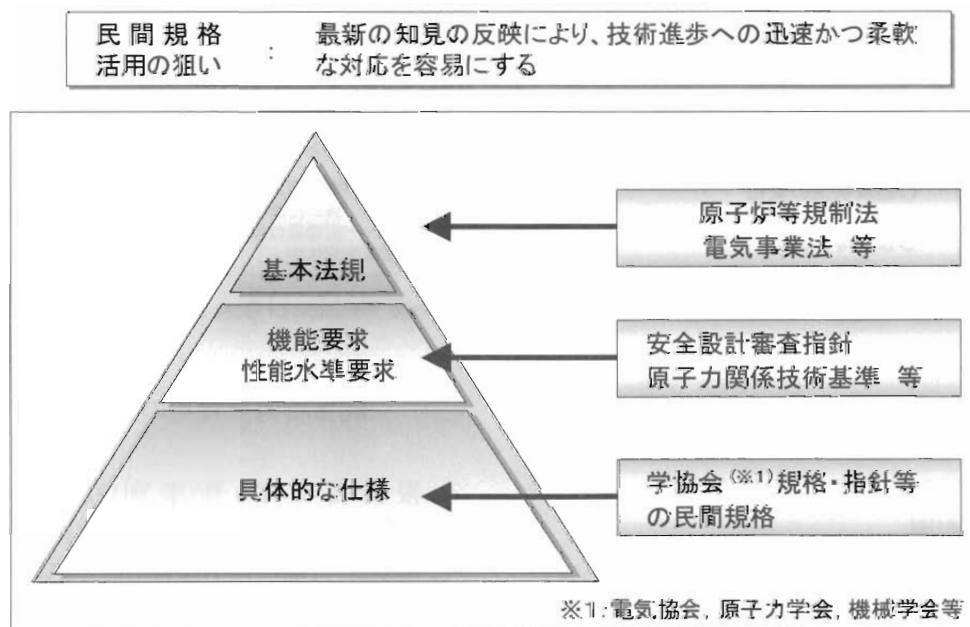 民間規格 : 最新の知見の反映により、技術進歩への迅速かつ柔軟
活用の狙い な対応を容易にする
基本法規
原子炉等規制法
電気事業法 等
機能要求
性能水準要求
安全設計審査指針
原子力関係技術基準 等
具体的な仕様
学協会(※1)規格・指針等
の民間規格
※1:電気協会, 原子力学会, 機械学会等